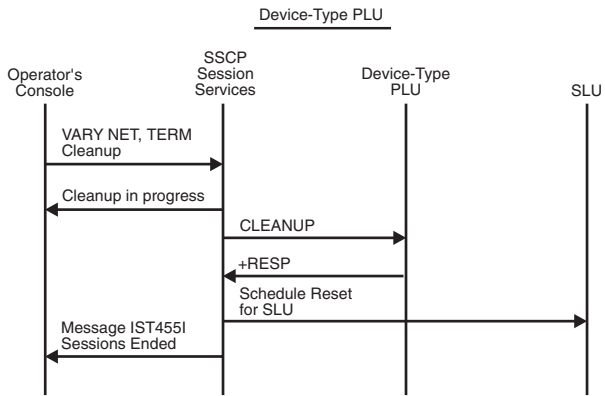 Device-Type PLU
Operator's
Console
SSCP
Session
Services
Device-Type
PLU
SLU
VARY NET, TERM
Cleanup
Cleanup in progress
CLEANUP
+RESP
Schedule Reset
for SLU
Message IST455I
Sessions Ended